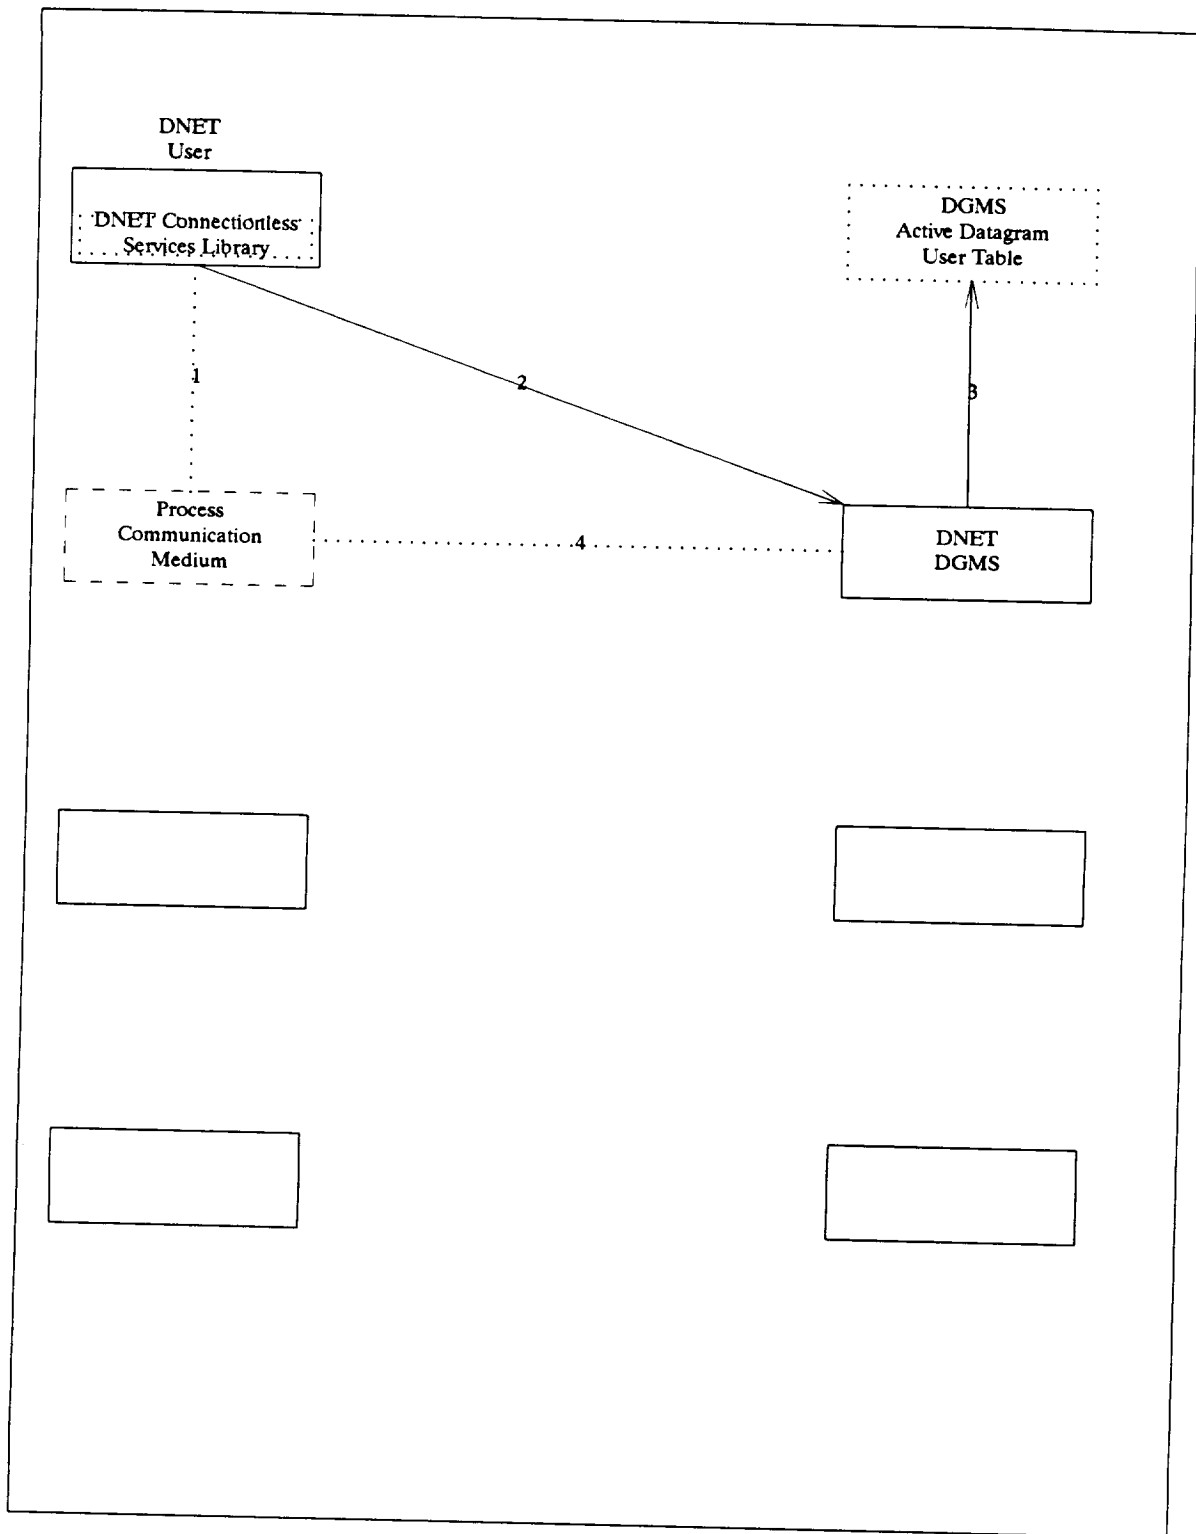 DNET
User
DNET Connectionless
Services Library
DGMS
Active Datagram
User Table
1
2
3
Process
Communication
Medium
4
DNET
DGMS